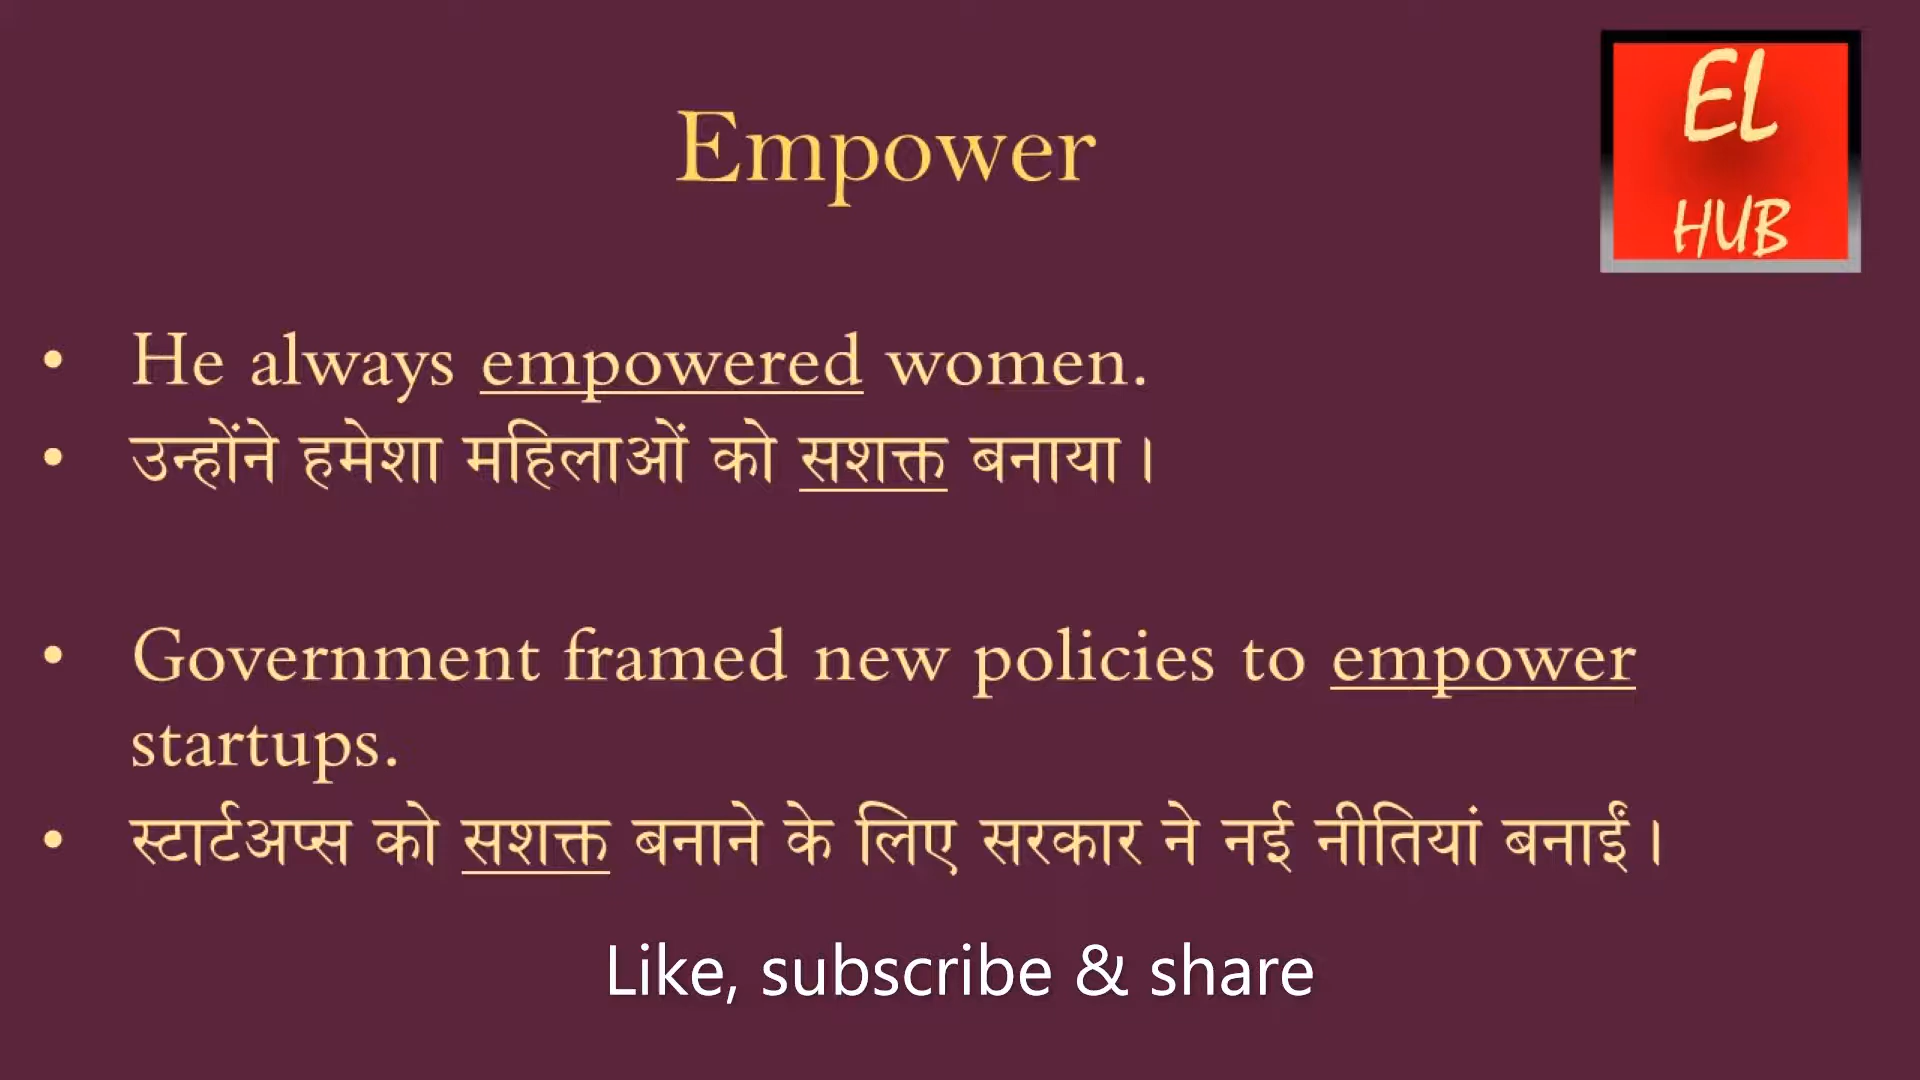 EL
HUB
Empower
• He always empowered women.
• उन्होंने हमेशा महिलाओं को सशक्त बनाया।
• Government framed new policies to empower
startups.
• स्टार्टअप्स को सशक्त बनाने के लिए सरकार ने नई नीतियां बनाईं।
Like, subscribe & share